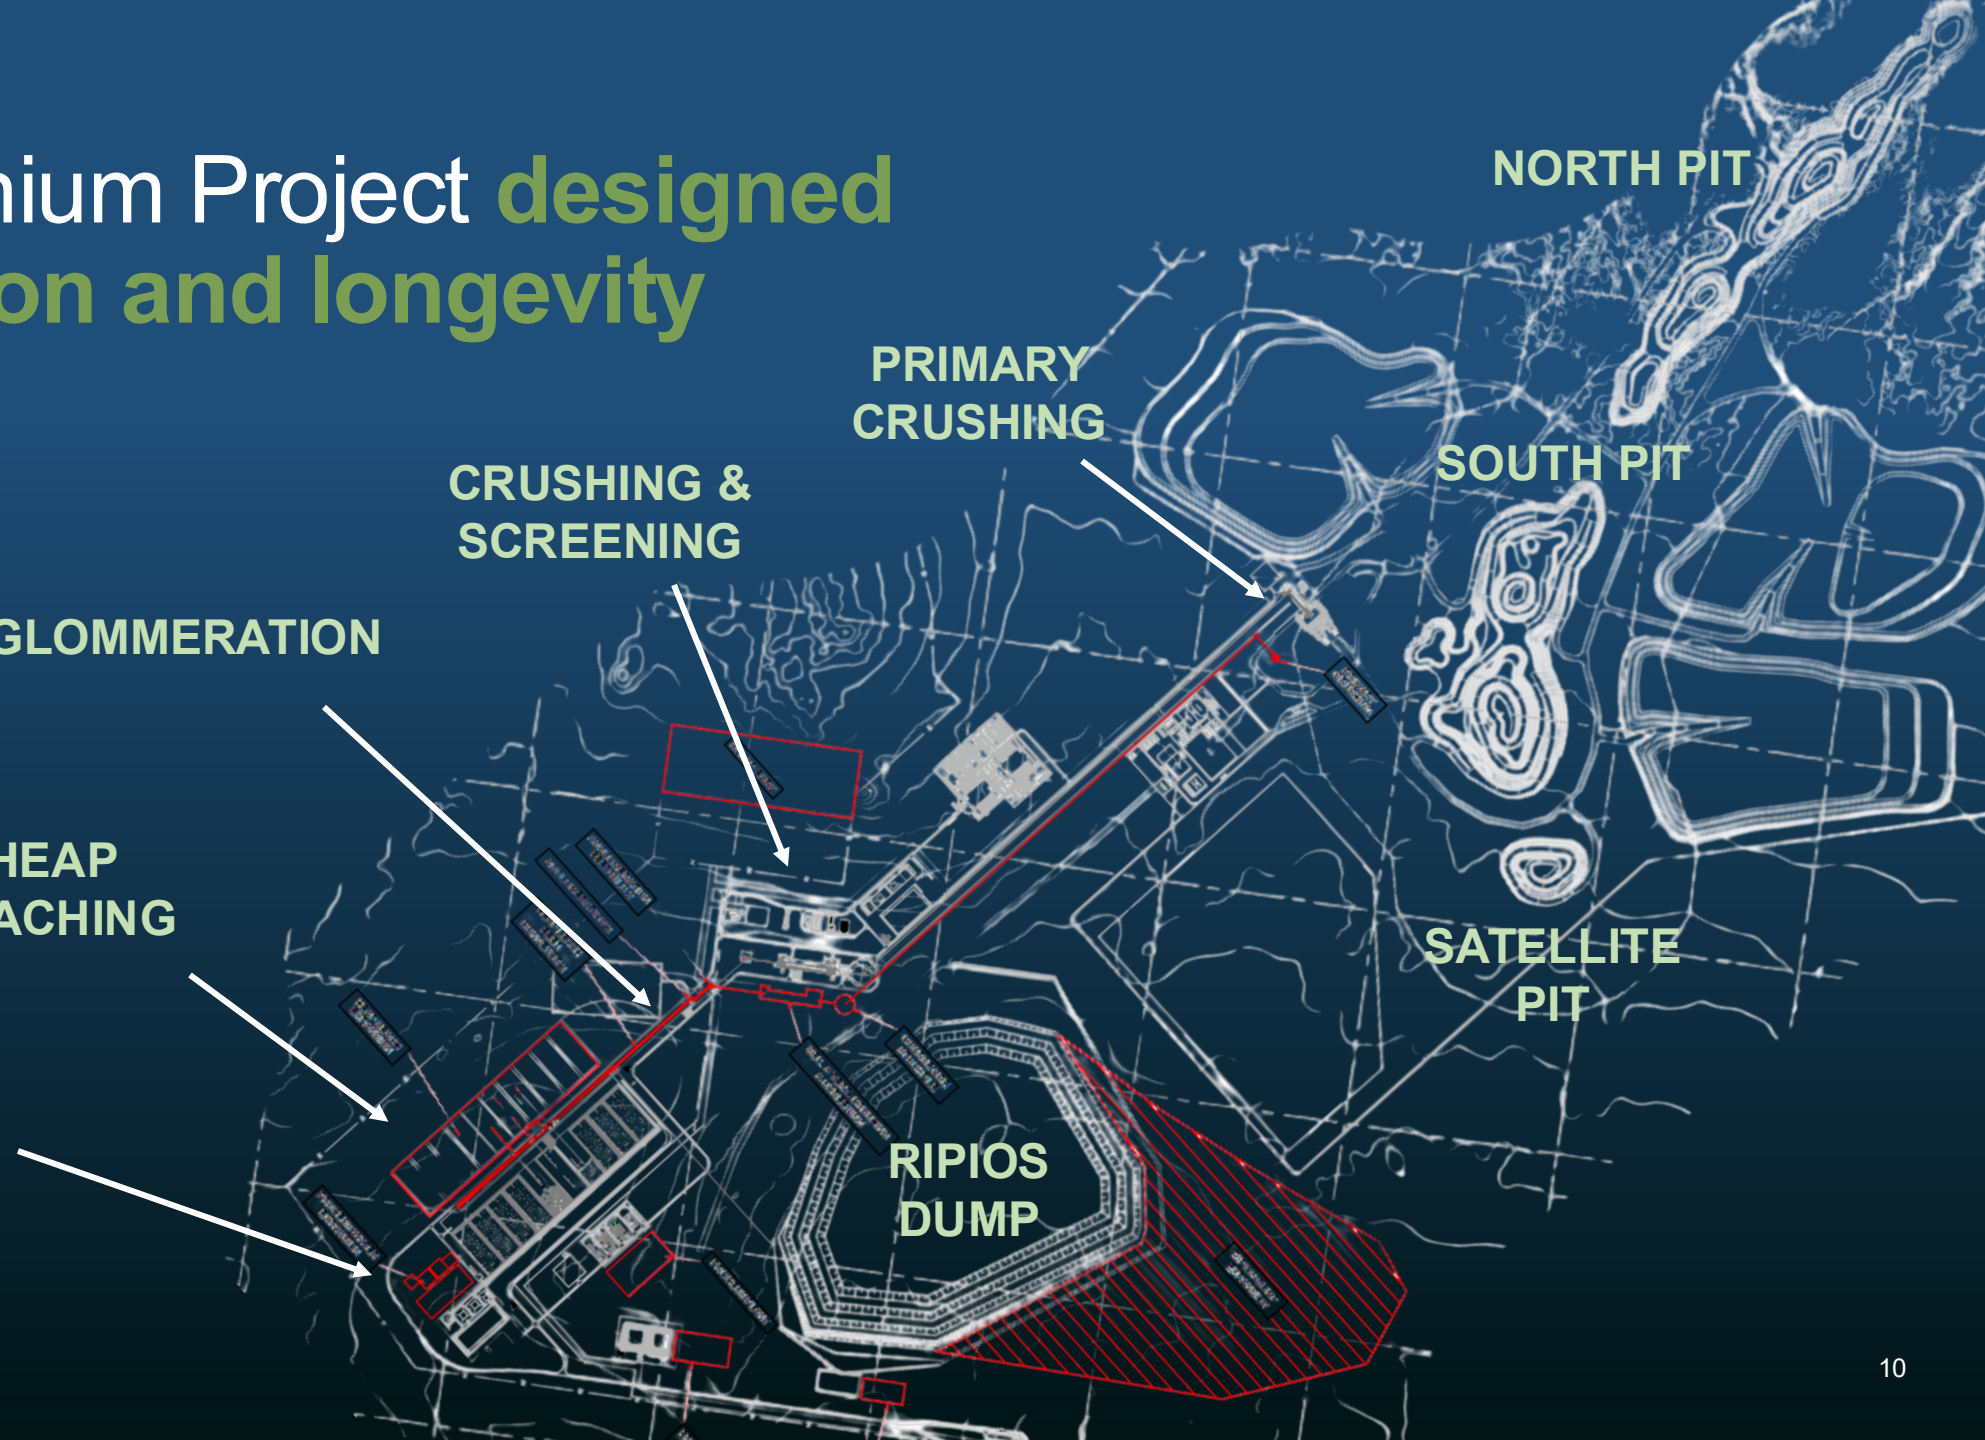 nium Project designed
on and longevity
NORTH PIT
PRIMARY
CRUSHING
SOUTH PIT
CRUSHING &
SCREENING
GLOMMERATION
HEAP
ACHING
SATELLITE
PIT
RIPIOS
DUMP
10